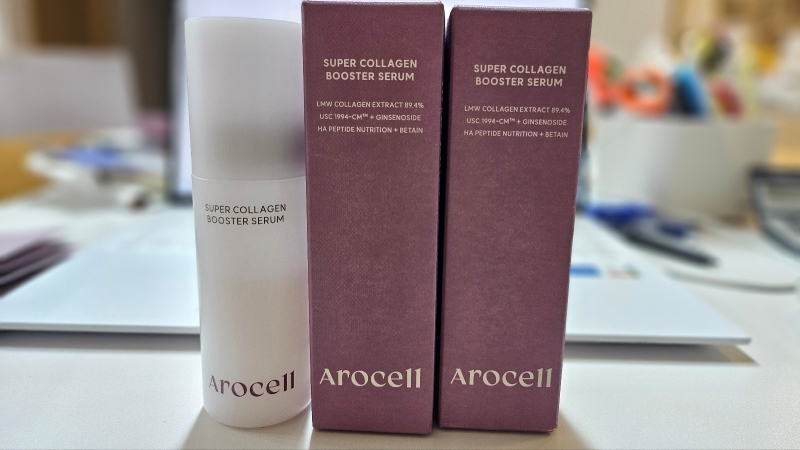 SUPER COLLAGEN
BOOSTER SERUM
Arocell
SUPER COLLAGEN
BOOSTER SERUM
LMW COLLAGEN EXTRACT 89.4%
USC 1994-CM™ + GINSENOSIDE
HA PEPTIDE NUTRITION + BETAIN
Arocell
SUPER COLLAGEN
BOOSTER SERUM
LMW COLLAGEN EXTRACT 89.4%
USC 1994-CM™ + GINSENOSIDE
HA PEPTIDE NUTRITION + BETAIN
Arocell